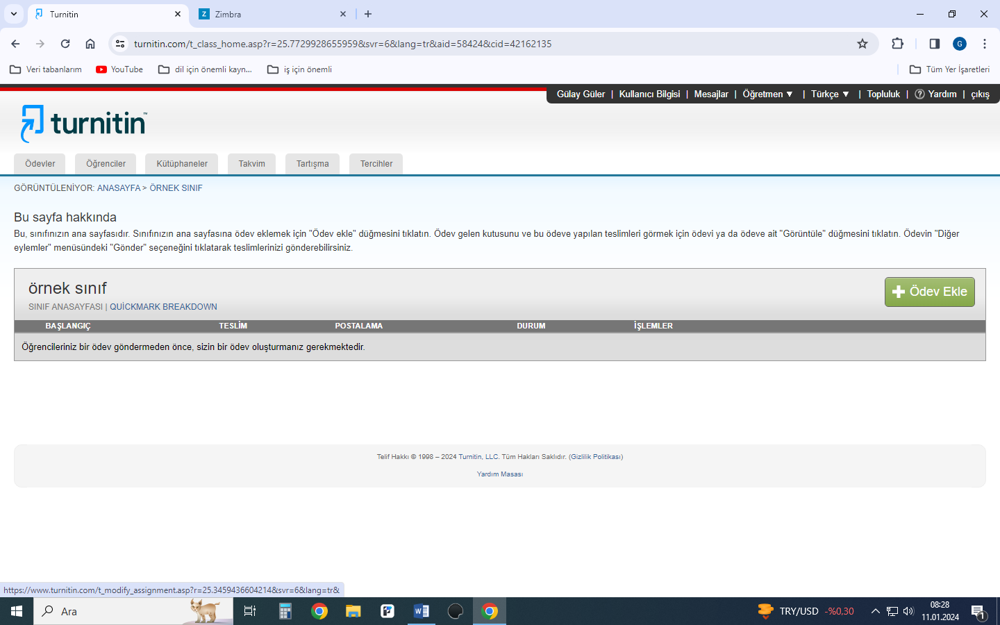 Turnitin
Zimbra
turnitin.com/t_class_home.asp?r=25.7729928655959&svr=6&lang=tr&aid=58424&cid=42162135
G
Veri tabanlarım
YouTube
dil için önemli kayn...
iş için önemli
Tüm Yer İşaretleri
Gülay Güler | Kullanıcı Bilgisi | Mesajlar | Öğretmen ▼ | Türkçe ▼ | Topluluk | ? Yardım | çıkış
turnitin™
Ödevler
Öğrenciler
Kütüphaneler
Takvim
Tartışma
Tercihler
GÖRÜNTÜLENİYOR: ANASAYFA > ÖRNEK SINIF
Bu sayfa hakkında
Bu, sınıfınızın ana sayfasıdır. Sınıfınızın ana sayfasına ödev eklemek için "Ödev ekle" düğmesini tıklatın. Ödev gelen kutusunu ve bu ödeve yapılan teslimleri görmek için ödevi ya da ödeve ait "Görüntüle" düğmesini tıklatın. Ödevin "Diğer
eylemler" menüsündeki "Gönder" seçeneğini tıklatarak teslimlerinizi gönderebilirsiniz.
örnek sınıf
Ödev Ekle
SINIF ANASAYFASI | QUİCKMARK BREAKDOWN
BAŞLANGIÇ TESLİM POSTALAMA DURUM İŞLEMLER
Öğrencileriniz bir ödev göndermeden önce, sizin bir ödev oluşturmanız gerekmektedir.
Telif Hakkı © 1998 – 2024 Turnitin, LLC. Tüm Hakları Saklıdır. (Gizlilik Politikası)
Yardım Masası
https://www.turnitin.com/t_modify_assignment.asp?r=25.3459436604214&svr=6&lang=tr&
Ara
TRY/USD -%0,30
08:28
11.01.2024
1